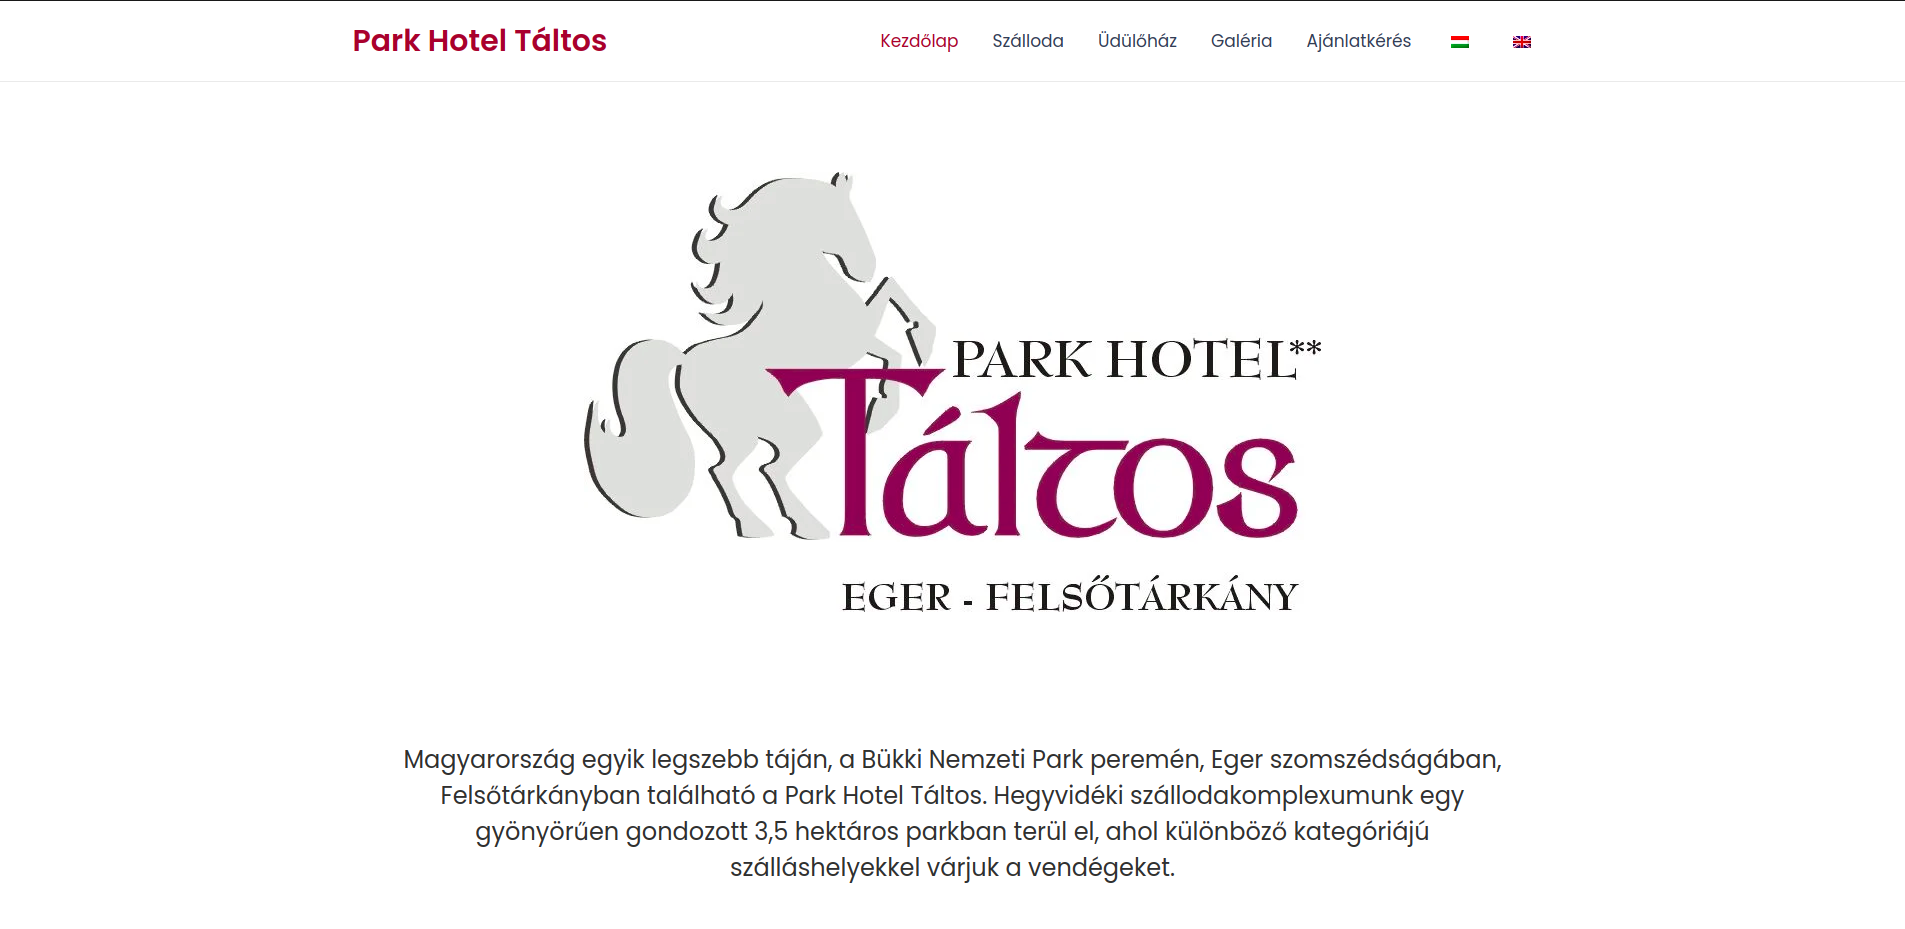 Park Hotel Táltos
Kezdőlap Szálloda Üdülőház Galéria Ajánlatkérés
PARK HOTEL**
Táltos
EGER - FELSŐTÁRKÁNY
Magyarország egyik legszebb táján, a Bükki Nemzeti Park peremén, Eger szomszédságában,
Felsőtárkányban található a Park Hotel Táltos. Hegyvidéki szállodakomplexumunk egy
gyönyörűen gondozott 3,5 hektáros parkban terül el, ahol különböző kategóriájú
szálláshelyekkel várjuk a vendégeket.